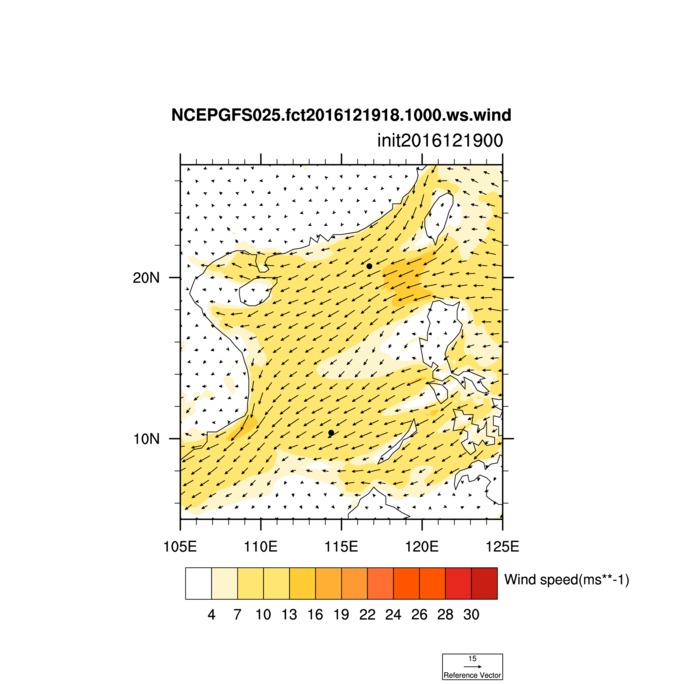 NCEPGFS025.fct2016121918.1000.ws.wind
init2016121900
20N
10N
105E 110E 115E 120E 125E
Wind speed(ms**-1)
4 7 10 13 16 19 22 24 26 28 30
15
Reference Vector